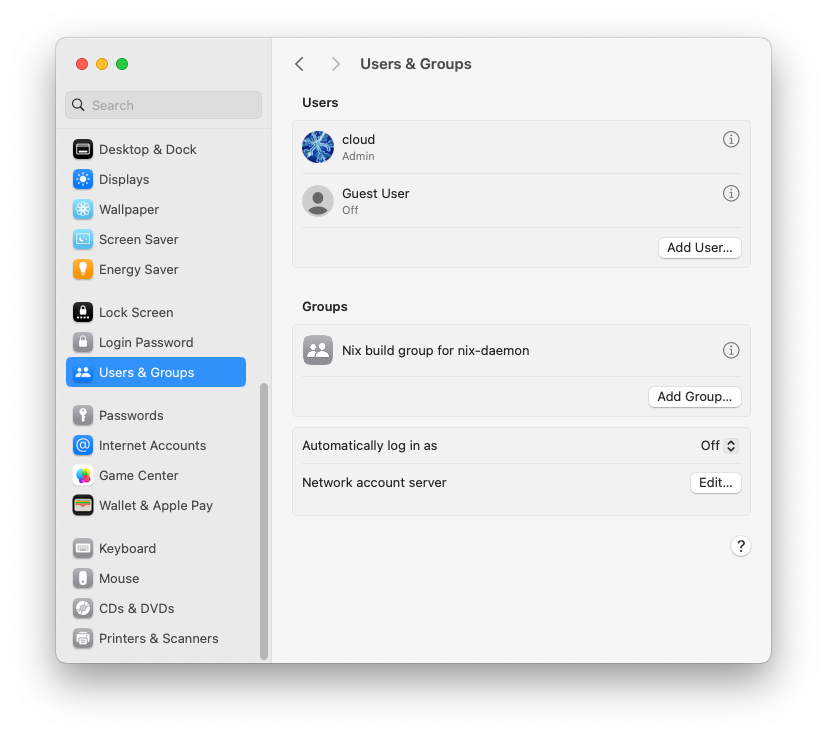 Users & Groups
Search
Desktop & Dock
Displays
Wallpaper
Screen Saver
Energy Saver
Lock Screen
Login Password
Users & Groups
Passwords
Internet Accounts
Game Center
Wallet & Apple Pay
Keyboard
Mouse
CDs & DVDs
Printers & Scanners
Users
cloud
Admin
Guest User
Off
Add User...
Groups
Nix build group for nix-daemon
Add Group...
Automatically log in as Off
Network account server Edit...
?